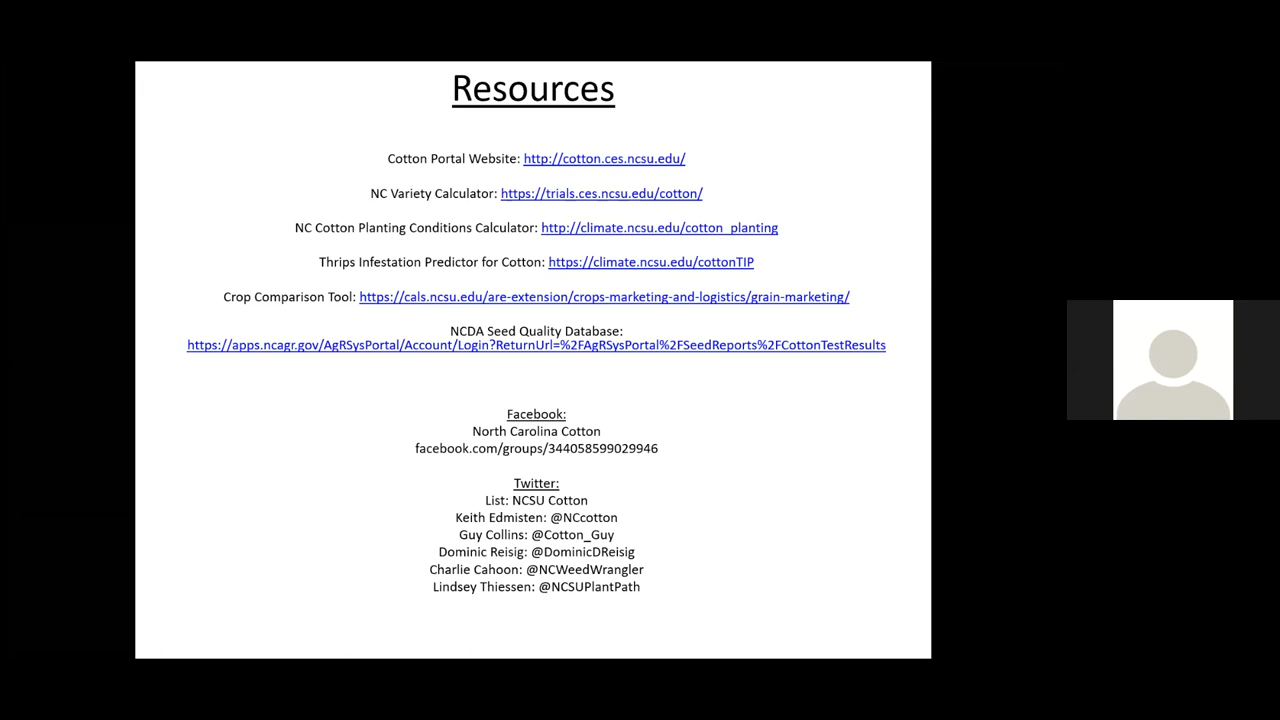 Resources
Cotton Portal Website: http://cotton.ces.ncsu.edu/
NC Variety Calculator: https://trials.ces.ncsu.edu/cotton/
NC Cotton Planting Conditions Calculator: http://climate.ncsu.edu/cotton_planting
Thrips Infestation Predictor for Cotton: https://climate.ncsu.edu/cottonTIP
Crop Comparison Tool: https://cals.ncsu.edu/are-extension/crops-marketing-and-logistics/grain-marketing/
NCDA Seed Quality Database:
https://apps.ncagr.gov/AgRSysPortal/Account/Login?ReturnUrl=%2FAgRSysPortal%2FSeedReports%2FCottonTestResults
Facebook:
North Carolina Cotton
facebook.com/groups/344058599029946
Twitter:
List: NCSU Cotton
Keith Edmisten: @NCcotton
Guy Collins: @Cotton_Guy
Dominic Reisig: @DominicDReisig
Charlie Cahoon: @NCWeedWrangler
Lindsey Thiessen: @NCSUPlantPath